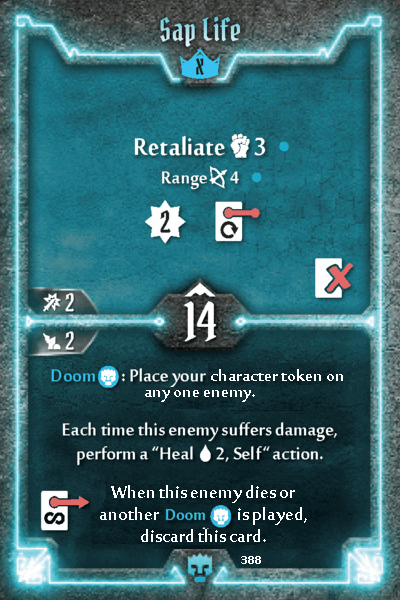 Sap Life
X
Retaliate 3
Range 4
2
2
14
2
Doom : Place your character token on
any one enemy.
Each time this enemy suffers damage,
perform a “Heal 2, Self“ action.
When this enemy dies or
another Doom is played,
discard this card.
388